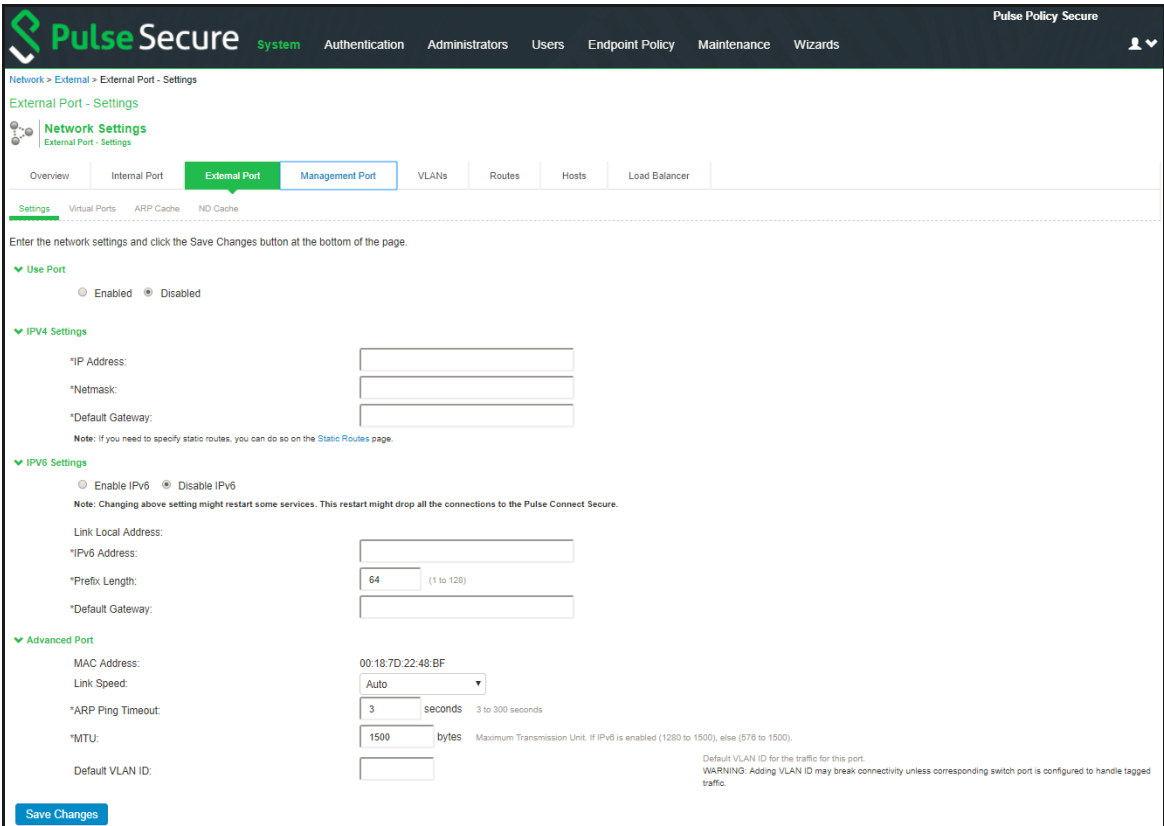 Pulse Policy Secure
Pulse Secure System Authentication Administrators Users Endpoint Policy Maintenance Wizards
Network > External > External Port - Settings
External Port - Settings
Network Settings
External Port - Settings
Overview Internal Port External Port Management Port VLANs Routes Hosts Load Balancer
Settings Virtual Ports ARP Cache ND Cache
Enter the network settings and click the Save Changes button at the bottom of the page.
Use Port
Enabled Disabled
IPV4 Settings
*IP Address:
*Netmask:
*Default Gateway:
Note: If you need to specify static routes, you can do so on the Static Routes page.
IPV6 Settings
Enable IPv6 Disable IPv6
Note: Changing above setting might restart some services. This restart might drop all the connections to the Pulse Connect Secure.
Link Local Address:
*IPv6 Address:
*Prefix Length: 64 (1 to 128)
*Default Gateway:
Advanced Port
MAC Address: 00:18:7D:22:48:BF
Link Speed: Auto
*ARP Ping Timeout: 3 seconds 3 to 300 seconds
*MTU: 1500 bytes Maximum Transmission Unit. If IPv6 is enabled (1280 to 1500), else (576 to 1500).
Default VLAN ID:
Default VLAN ID for the traffic for this port.
WARNING: Adding VLAN ID may break connectivity unless corresponding switch port is configured to handle tagged
traffic.
Save Changes